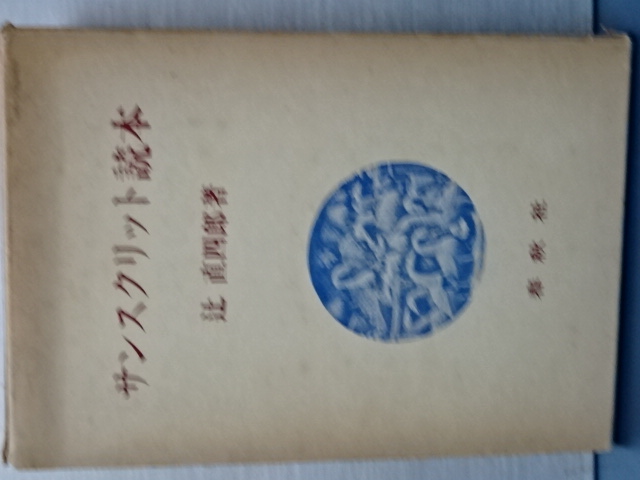 サンスクリット読本
辻 直四郎著
春秋社